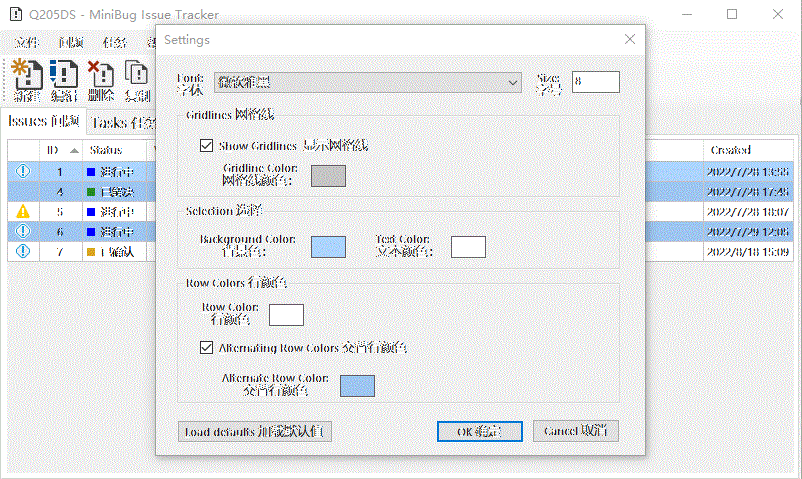 Q205DS - MiniBug Issue Tracker
文件 问题 任务
Settings
新建 编辑 删除 复制
Font:
字体
微软雅黑
Size:
字号
8
Issues 问题 Tasks
Gridlines 网格线
Show Gridlines 显示网格线
Gridline Color:
网格线颜色:
ID Status Created
1 进行中 2022/7/28 13:55
4 已解决 2022/7/28 17:45
5 进行中 2022/7/28 18:07
6 进行中 2022/7/29 12:05
7 已确认 2022/8/18 15:09
Selection 选择
Background Color:
背景色:
Text Color:
文本颜色:
Row Colors 行颜色
Row Color:
行颜色:
Alternating Row Colors 交替行颜色
Alternate Row Color:
交替行颜色:
Load defaults 加载默认值
OK 确定
Cancel 取消